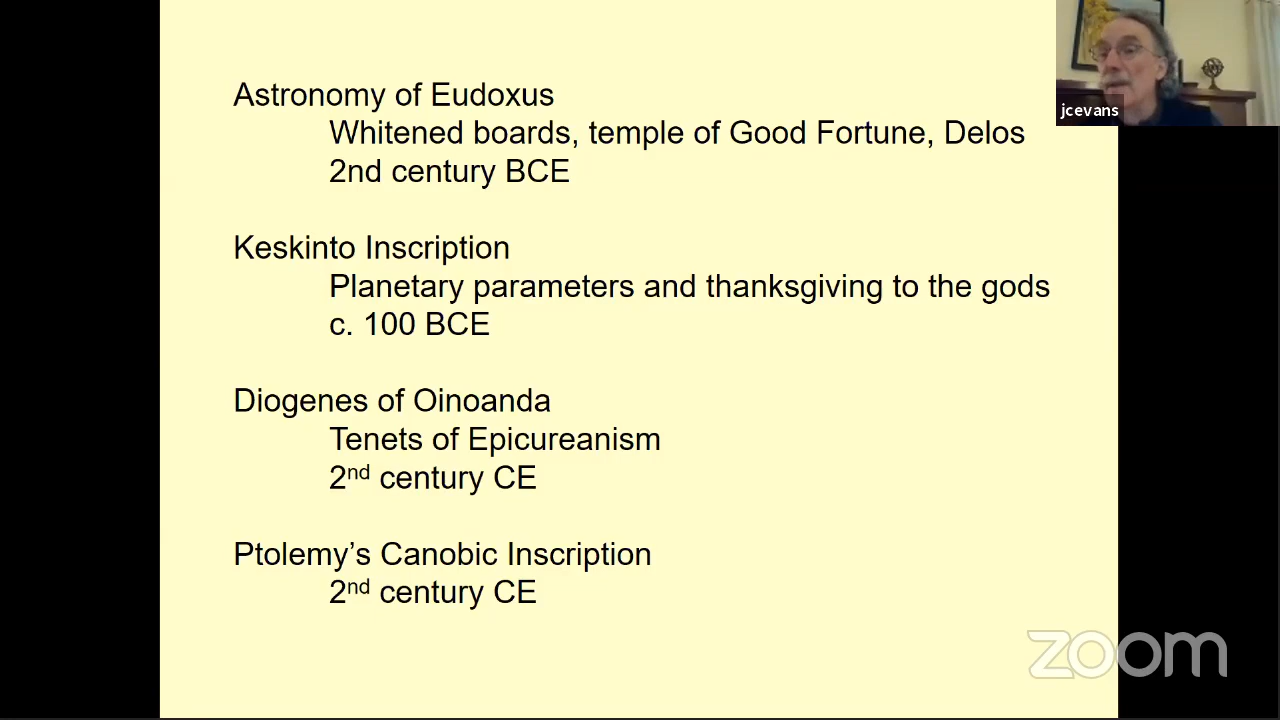 Astronomy of Eudoxus
Whitened boards, temple of Good Fortune, Delos
2nd century BCE
Keskinto Inscription
Planetary parameters and thanksgiving to the gods
c. 100 BCE
Diogenes of Oinoanda
Tenets of Epicureanism
2nd century CE
Ptolemy’s Canobic Inscription
2nd century CE
jcevans
zoom